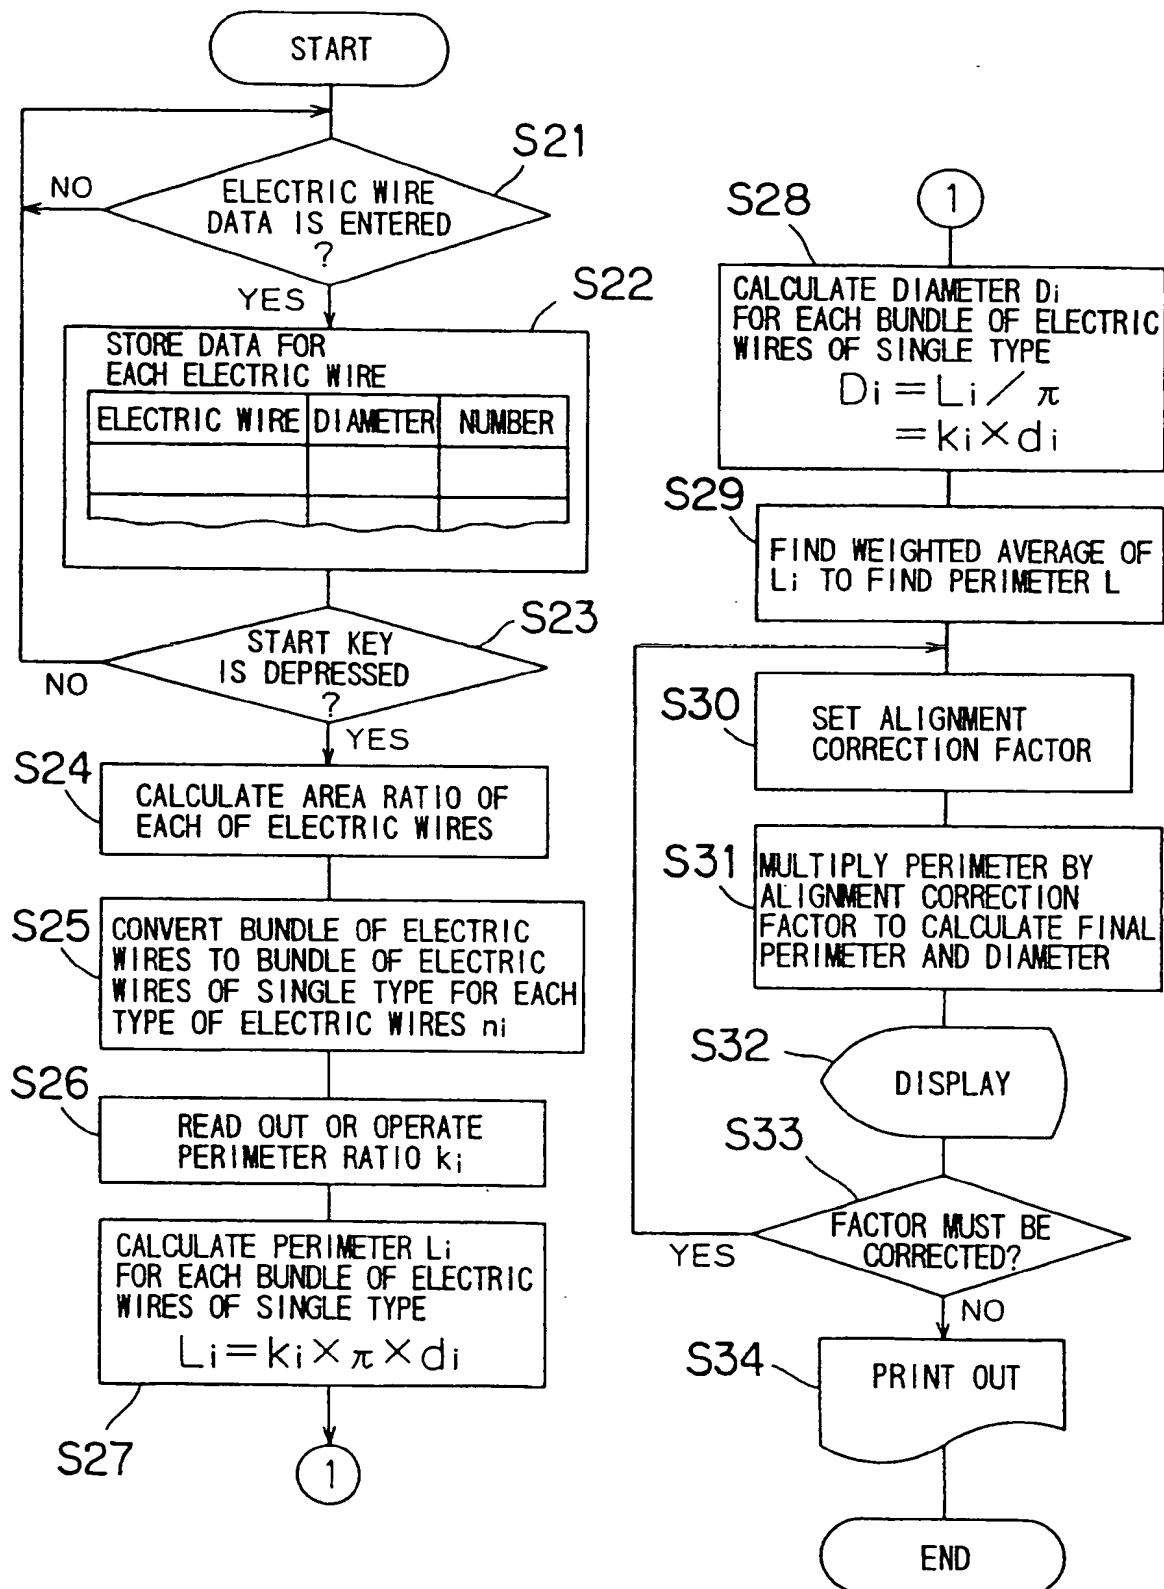 START
S21
NO
ELECTRIC WIRE
DATA IS ENTERED
?
YES
S22
STORE DATA FOR
EACH ELECTRIC WIRE
ELECTRIC WIRE DIAMETER NUMBER
S23
START KEY
IS DEPRESSED
?
NO
YES
S24
CALCULATE AREA RATIO OF
EACH OF ELECTRIC WIRES
S25
CONVERT BUNDLE OF ELECTRIC
WIRES TO BUNDLE OF ELECTRIC
WIRES OF SINGLE TYPE FOR EACH
TYPE OF ELECTRIC WIRES ni
S26
READ OUT OR OPERATE
PERIMETER RATIO ki
CALCULATE PERIMETER Li
FOR EACH BUNDLE OF ELECTRIC
WIRES OF SINGLE TYPE
Li=ki×π×di
S27
1
1
S28
CALCULATE DIAMETER Di
FOR EACH BUNDLE OF ELECTRIC
WIRES OF SINGLE TYPE
Di=Li/π
=ki×di
S29
FIND WEIGHTED AVERAGE OF
Li TO FIND PERIMETER L
S30
SET ALIGNMENT
CORRECTION FACTOR
S31
MULTIPLY PERIMETER BY
ALIGNMENT CORRECTION
FACTOR TO CALCULATE FINAL
PERIMETER AND DIAMETER
S32
DISPLAY
S33
FACTOR MUST BE
CORRECTED?
YES
NO
S34
PRINT OUT
END